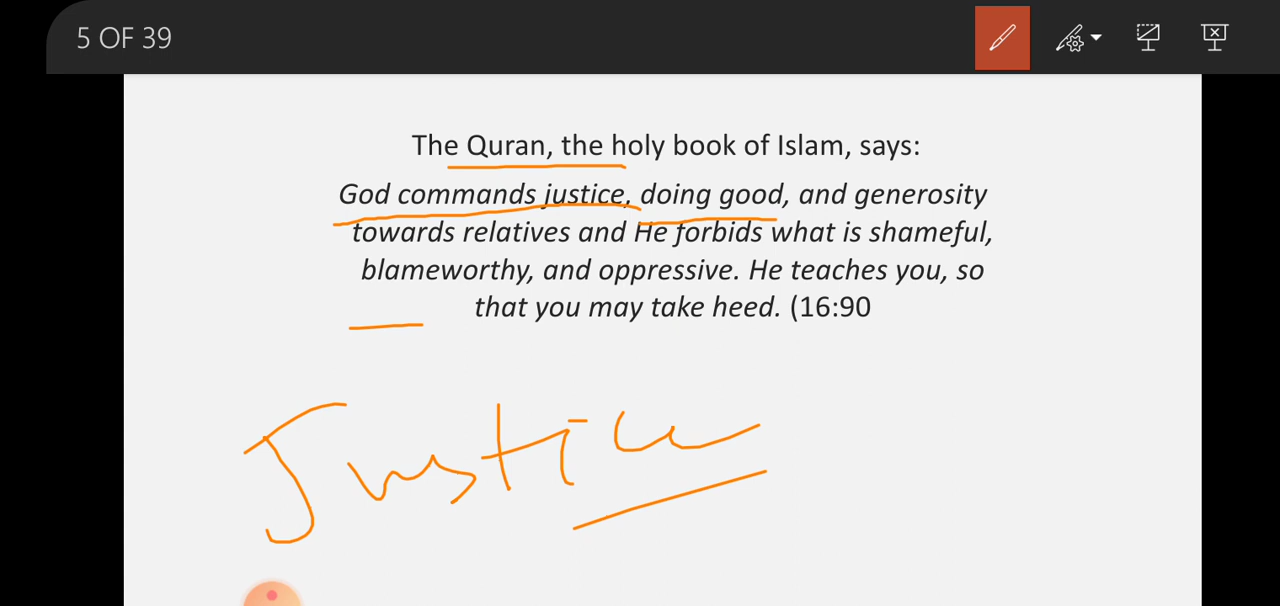 5 OF 39
The Quran, the holy book of Islam, says:
God commands justice, doing good, and generosity
towards relatives and He forbids what is shameful,
blameworthy, and oppressive. He teaches you, so
that you may take heed. (16:90
Justice